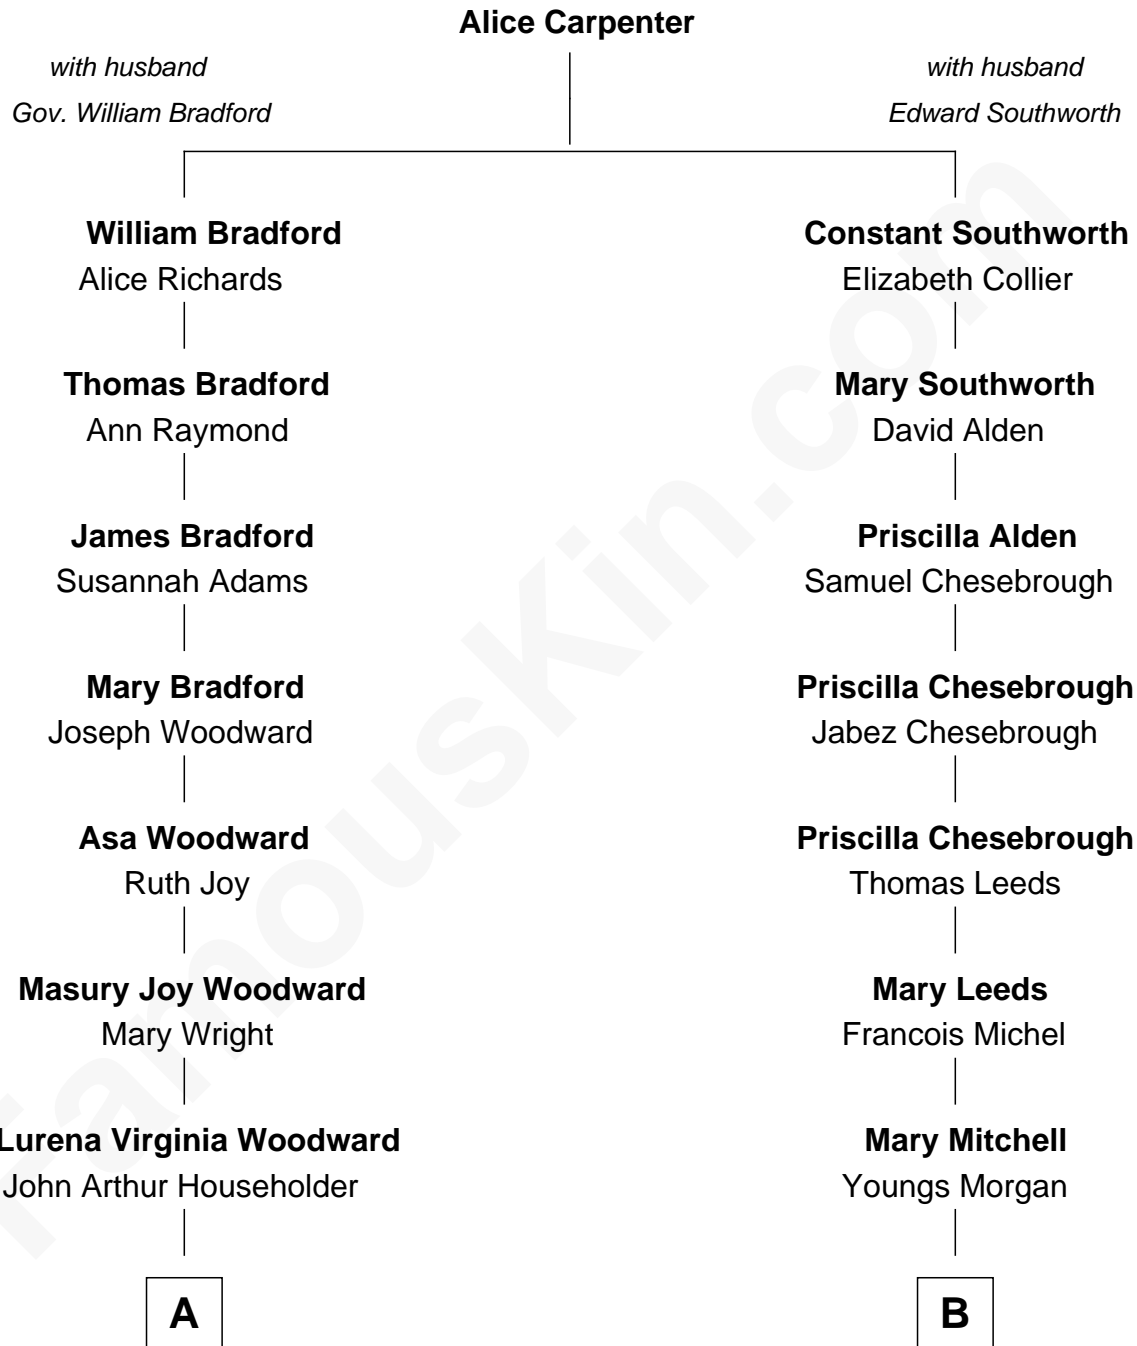 Alice Carpenter
with husband
Gov. William Bradford
with husband
Edward Southworth
William Bradford
Alice Richards
Constant Southworth
Elizabeth Collier
Thomas Bradford
Ann Raymond
Mary Southworth
David Alden
James Bradford
Susannah Adams
Priscilla Alden
Samuel Chesebrough
Mary Bradford
Joseph Woodward
Priscilla Chesebrough
Jabez Chesebrough
Asa Woodward
Ruth Joy
Priscilla Chesebrough
Thomas Leeds
Masury Joy Woodward
Mary Wright
Mary Leeds
Francois Michel
Lurena Virginia Woodward
John Arthur Householder
Mary Mitchell
Youngs Morgan
A
B
FamousKin.com